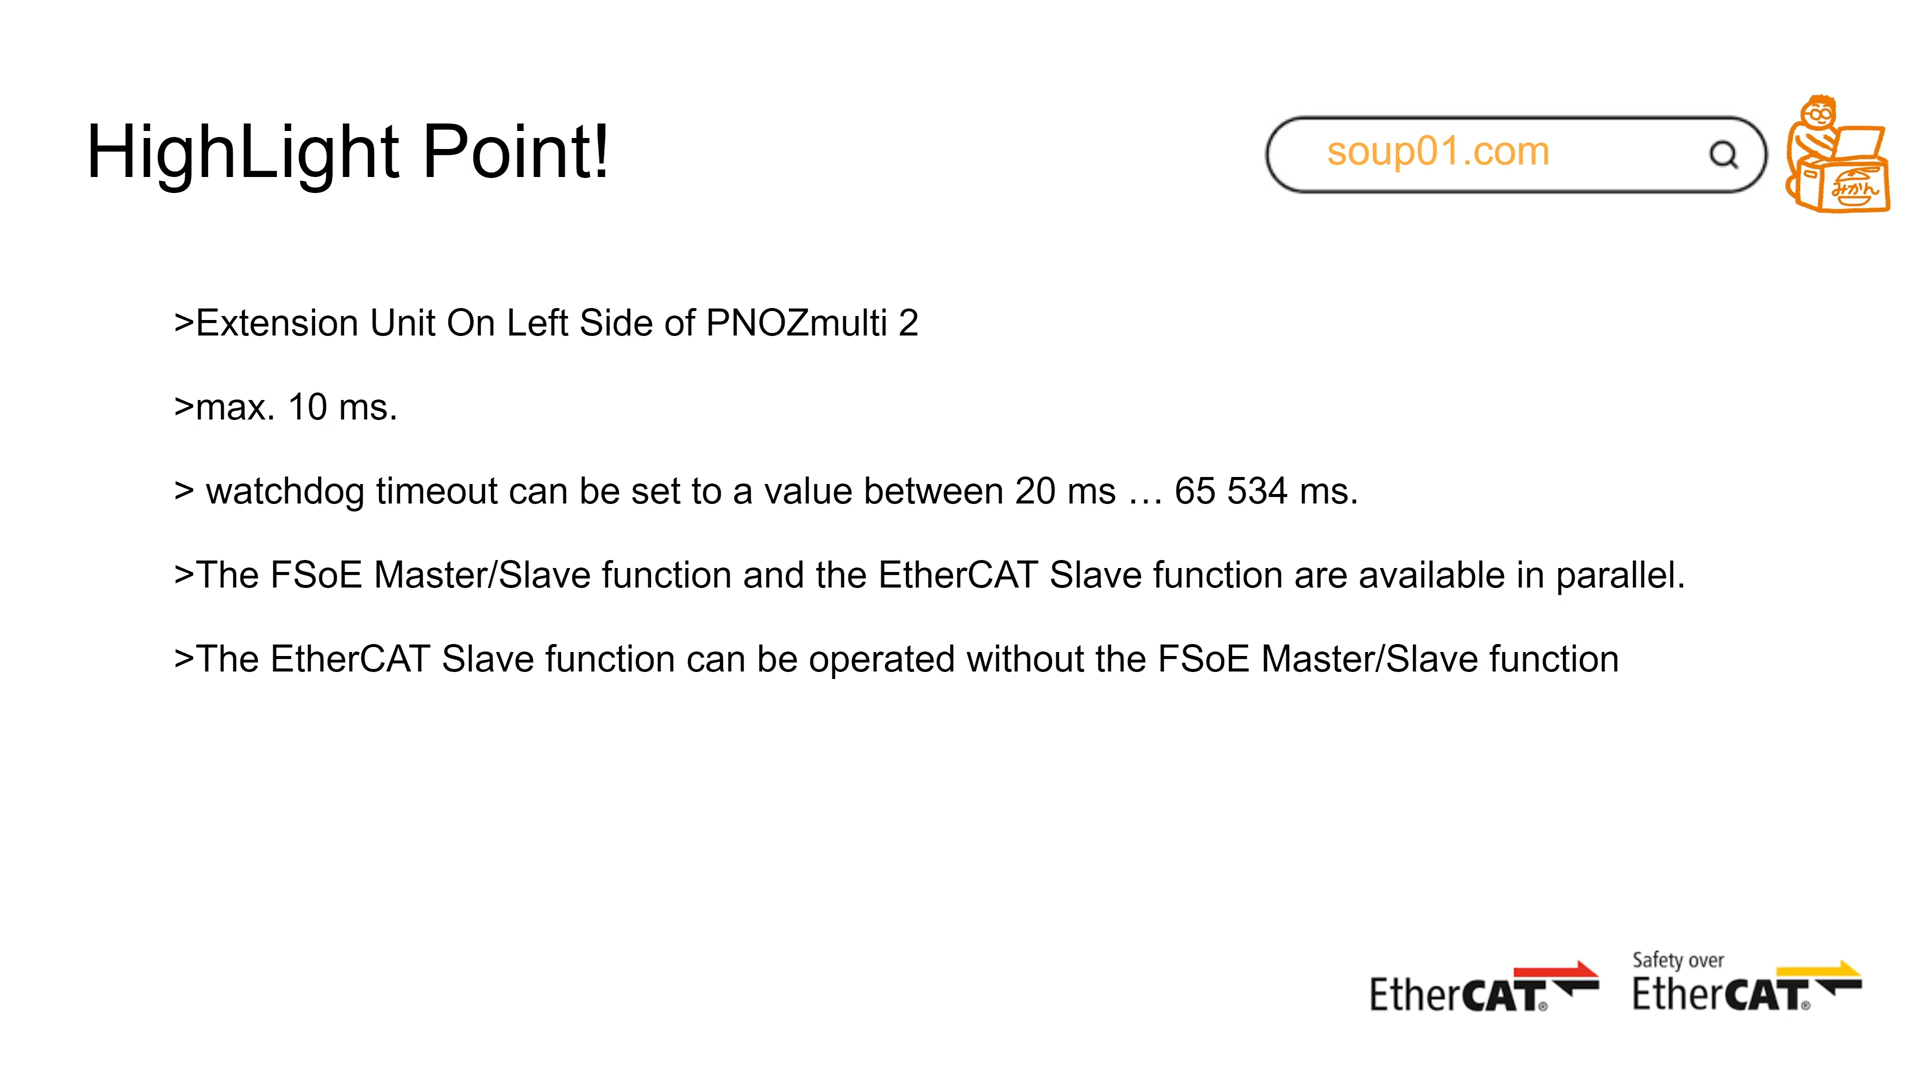 HighLight Point!
soup01.com
みかん
>Extension Unit On Left Side of PNOZmulti 2
>max. 10 ms.
> watchdog timeout can be set to a value between 20 ms … 65 534 ms.
>The FSoE Master/Slave function and the EtherCAT Slave function are available in parallel.
>The EtherCAT Slave function can be operated without the FSoE Master/Slave function
EtherCAT®
Safety over
EtherCAT®